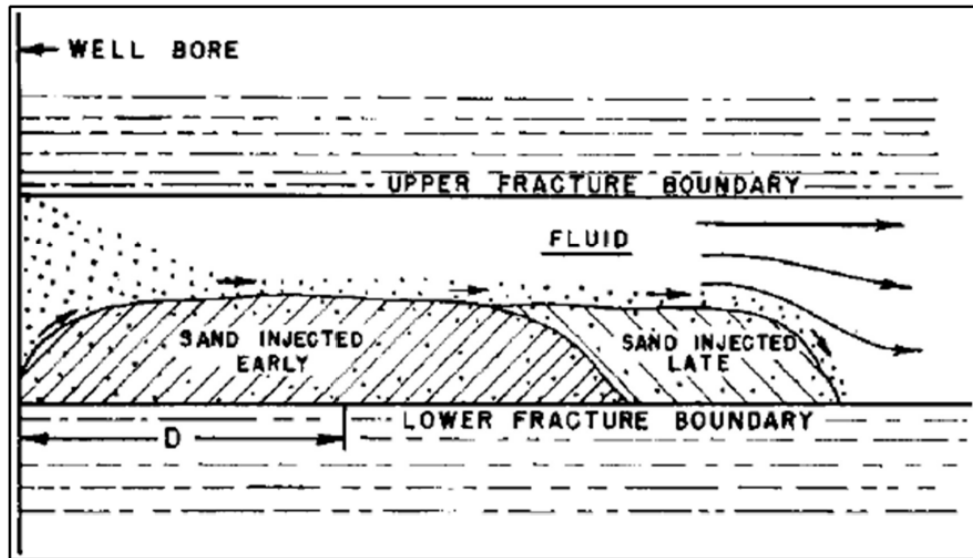 WELL BORE
UPPER FRACTURE BOUNDARY
FLUID
SAND INJECTED
EARLY
SAND INJECTED
LATE
LOWER FRACTURE BOUNDARY
D